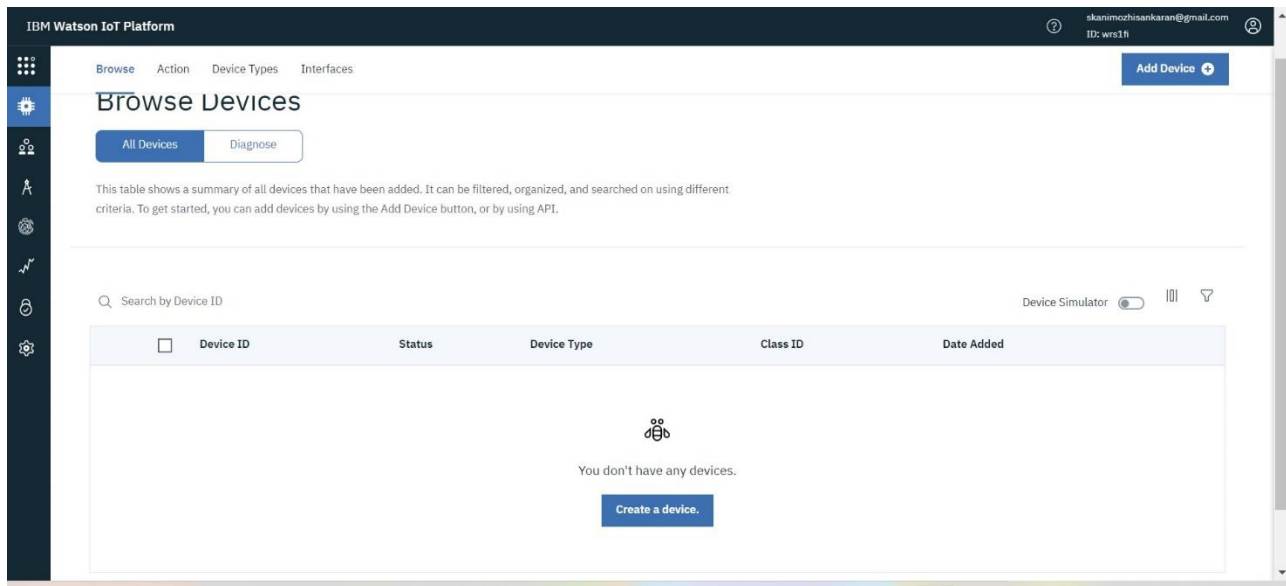 IBM Watson IoT Platform
skanimozhisankaran@gmail.com
ID: wrs1fi
Browse Action Device Types Interfaces
Add Device
Browse Devices
All Devices Diagnose
This table shows a summary of all devices that have been added. It can be filtered, organized, and searched on using different
criteria. To get started, you can add devices by using the Add Device button, or by using API.
Search by Device ID
Device Simulator
Device ID Status Device Type Class ID Date Added
You don't have any devices.
Create a device.